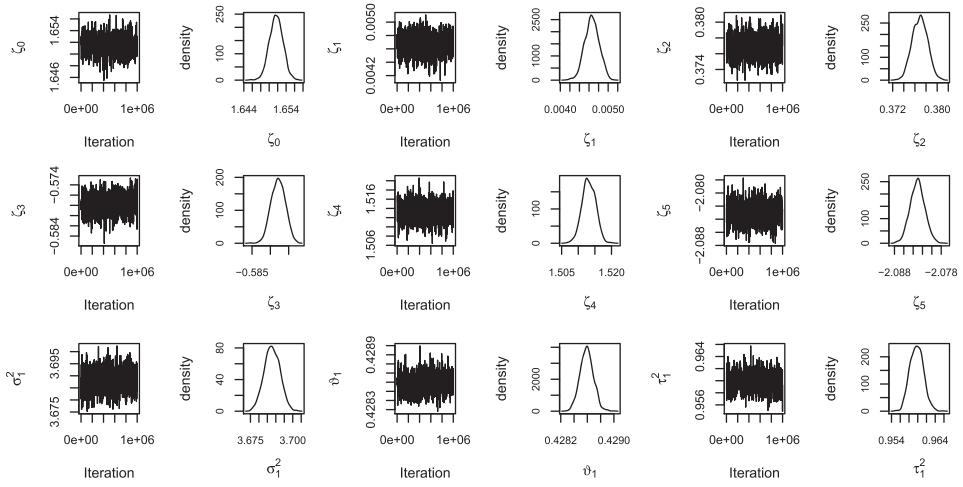 ζ0
1.646 1.654
0e+00 1e+06
Iteration
density
0 50 150 250
1.644 1.654
ζ0
ζ1
0.0042 0.0050
0e+00 1e+06
Iteration
density
0 1000 2500
0.0040 0.0050
ζ1
ζ2
0.374 0.380
0e+00 1e+06
Iteration
density
0 100 250
0.372 0.380
ζ2
ζ3
−0.584 −0.574
0e+00 1e+06
Iteration
density
0 100 200
−0.585
ζ3
ζ4
1.506 1.516
0e+00 1e+06
Iteration
density
0 100
1.505 1.520
ζ4
ζ5
−2.088 −2.080
0e+00 1e+06
Iteration
density
0 100 250
−2.088 −2.078
ζ5
σ₁²
3.675 3.695
0e+00 1e+06
Iteration
density
0 40 80
3.675 3.700
σ₁²
ϑ1
0.4283 0.4289
0e+00 1e+06
Iteration
density
0 2000
0.4282 0.4290
ϑ1
τ₁²
0.956 0.964
0e+00 1e+06
Iteration
density
0 100 200
0.954 0.964
τ₁²